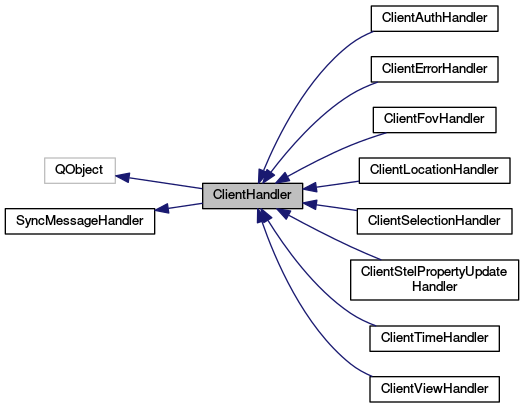 QObject
SyncMessageHandler
ClientHandler
ClientAuthHandler
ClientErrorHandler
ClientFovHandler
ClientLocationHandler
ClientSelectionHandler
ClientStelPropertyUpdate
Handler
ClientTimeHandler
ClientViewHandler